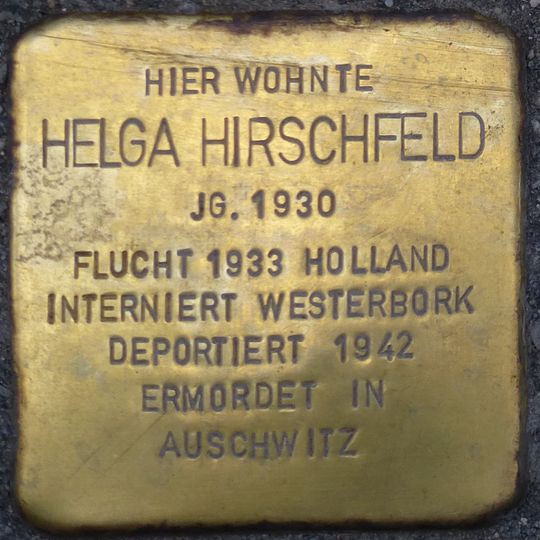 HIER WOHNTE
HELGA HIRSCHFELD
JG. 1930
FLUCHT 1933 HOLLAND
INTERNIERT WESTERBORK
DEPORTIERT 1942
ERMORDET IN
AUSCHWITZ